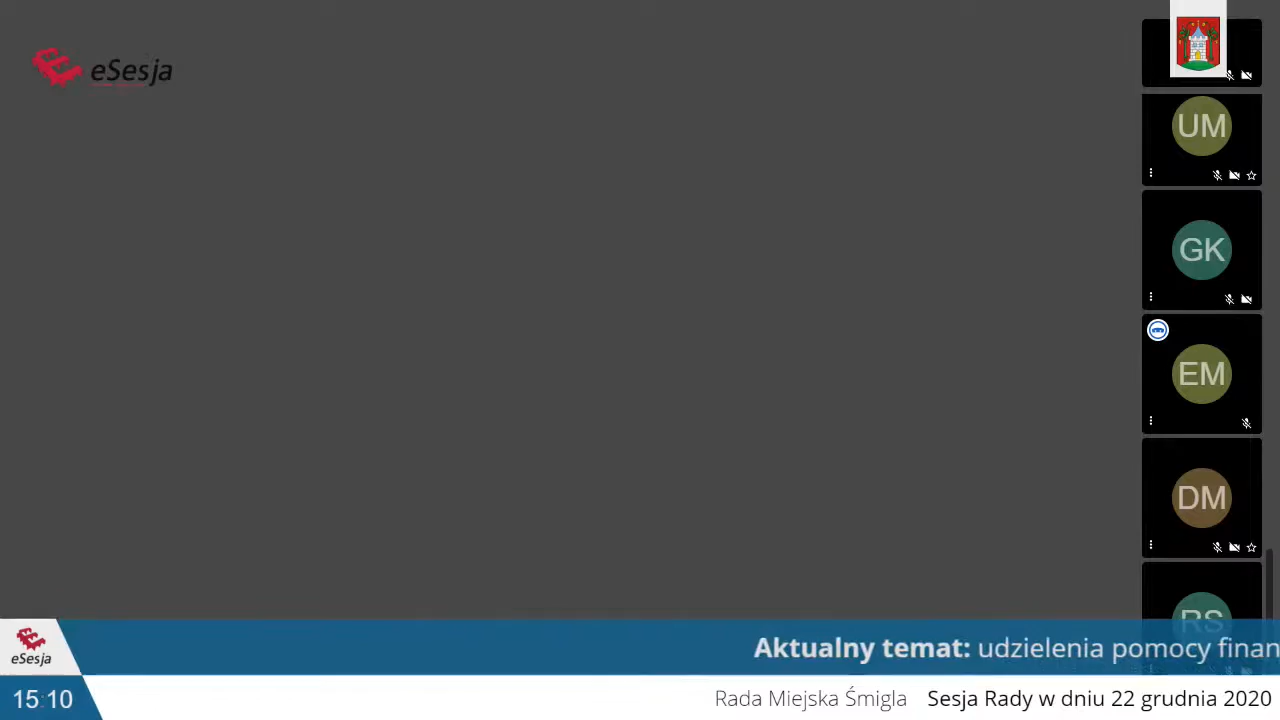 eSesja
UM
GK
EM
DM
RS
Aktualny temat: udzielenia pomocy finan
eSesja
15:10
Rada Miejska Śmigla Sesja Rady w dniu 22 grudnia 2020